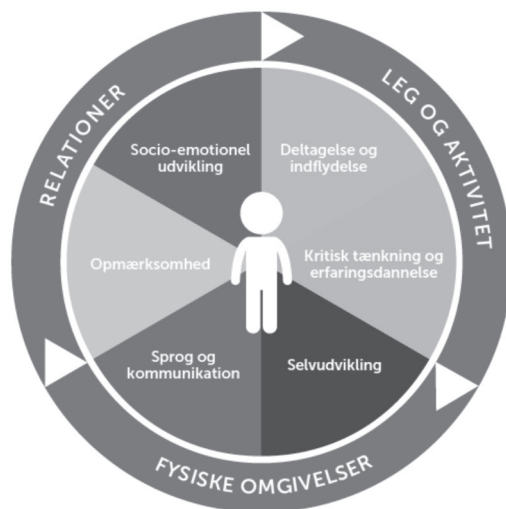 RELATIONER
LEG OG AKTIVITET
Socio-emotionel
udvikling
Deltagelse og
indflydelse
Opmærksomhed
Kritisk tænkning og
erfaringsdannelse
Sprog og
kommunikation
Selvudvikling
FYSISKE OMGIVELSER